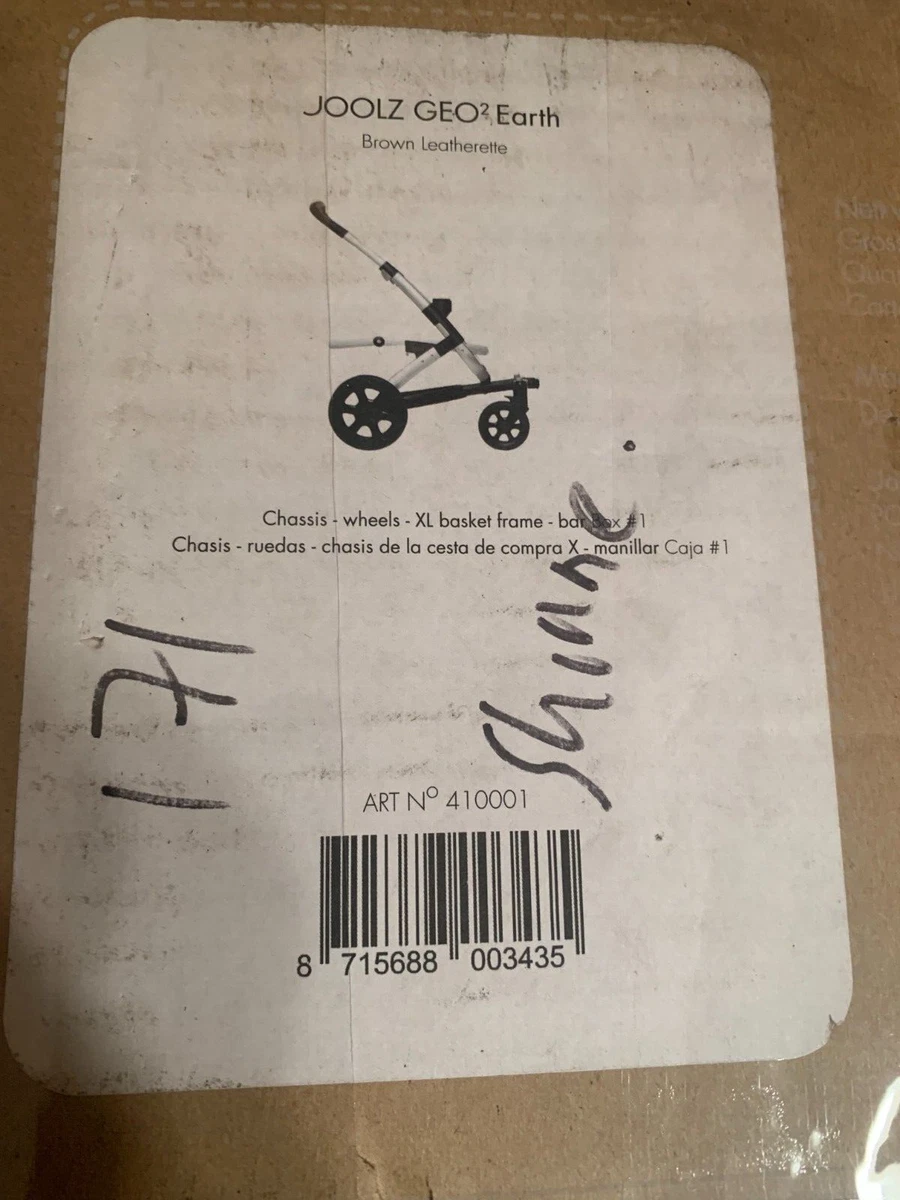 JOOLZ GEO² Earth
Brown Leatherette
Chassis - wheels - XL basket frame - bar Box #1
Chasis - ruedas - chasis de la cesta de compra X - manillar Caja #1
171
ART Nº 410001
8 715688 003435